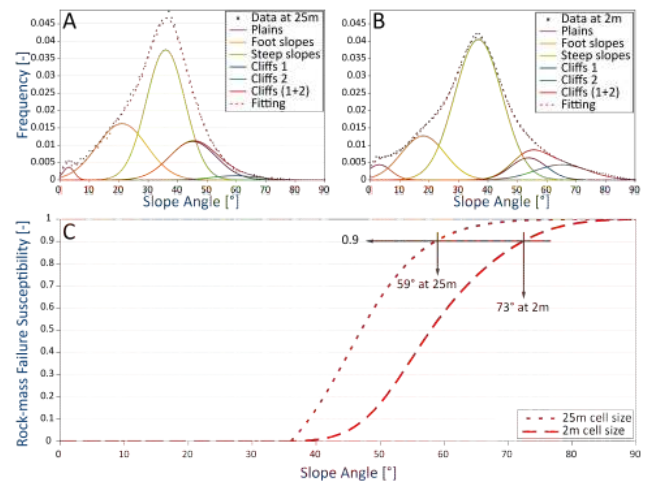 A
Data at 25m
Plains
Foot slopes
Steep slopes
Cliffs 1
Cliffs 2
Cliffs (1+2)
Fitting
Frequency [-]
0.045
0.04
0.035
0.03
0.025
0.02
0.015
0.01
0.005
0
0 10 20 30 40 50 60 70 80 90
Slope Angle [°]
B
Data at 2m
Plains
Foot slopes
Steep slopes
Cliffs 1
Cliffs 2
Cliffs (1+2)
Fitting
0.045
0.04
0.035
0.03
0.025
0.02
0.015
0.01
0.005
0
0 10 20 30 40 50 60 70 80 90
Slope Angle [°]
C
Rock-mass Failure Susceptibility [-]
1
0.9
0.8
0.7
0.6
0.5
0.4
0.3
0.2
0.1
0
0.9
59° at 25m
73° at 2m
25m cell size
2m cell size
0 10 20 30 40 50 60 70 80 90
Slope Angle [°]